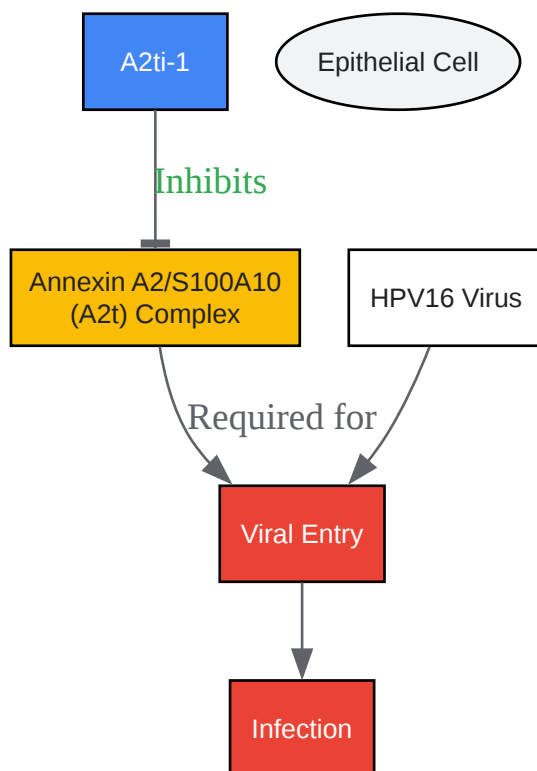 A2ti-1
Epithelial Cell
Inhibits
Annexin A2/S100A10
(A2t) Complex
HPV16 Virus
Required for
Viral Entry
Infection